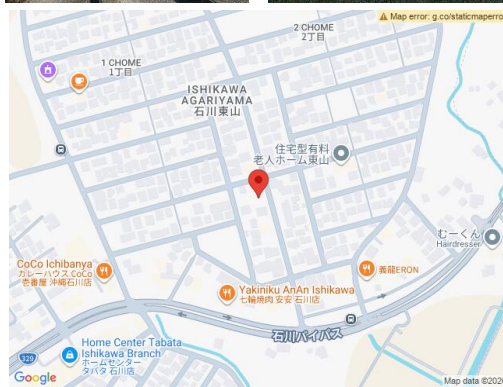 Map error: g.co/staticmaperro
2 CHOME
2丁目
1 CHOME
1丁目
ISHIKAWA
AGARIYAMA
石川東山
住宅型有料
老人ホーム東山
むーくん
Hairdresser
CoCo Ichibanya
カレーハウス CoCo
壱番屋 沖縄石川店
義龍ERON
Yakiniku AnAn Ishikawa
七輪焼肉 安安 石川店
石川バイパス
329
Home Center Tabata
Ishikawa Branch
ホームセンター
タバタ 石川店
Google
Map data ©202